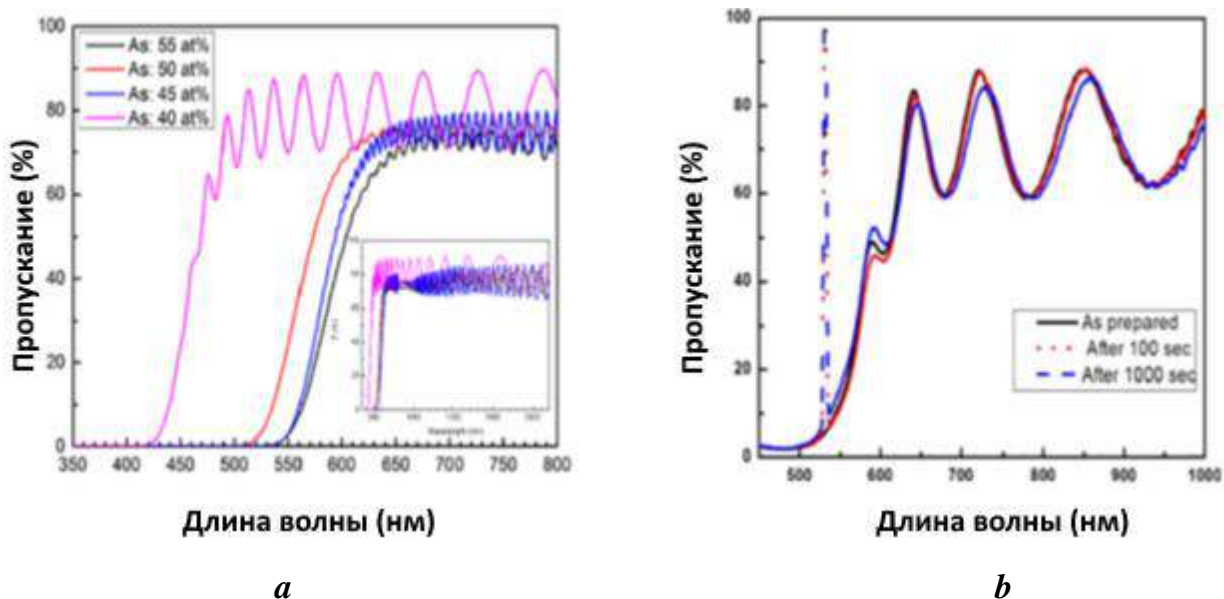 100
80
60
40
20
0
Пропускание (%)
As: 55 at%
As: 50 at%
As: 45 at%
As: 40 at%
350 400 450 500 550 600 650 700 750 800
Длина волны (нм)
a
100
80
60
40
20
0
Пропускание (%)
As prepared
After 100 sec
After 1000 sec
500 600 700 800 900 1000
Длина волны (нм)
b